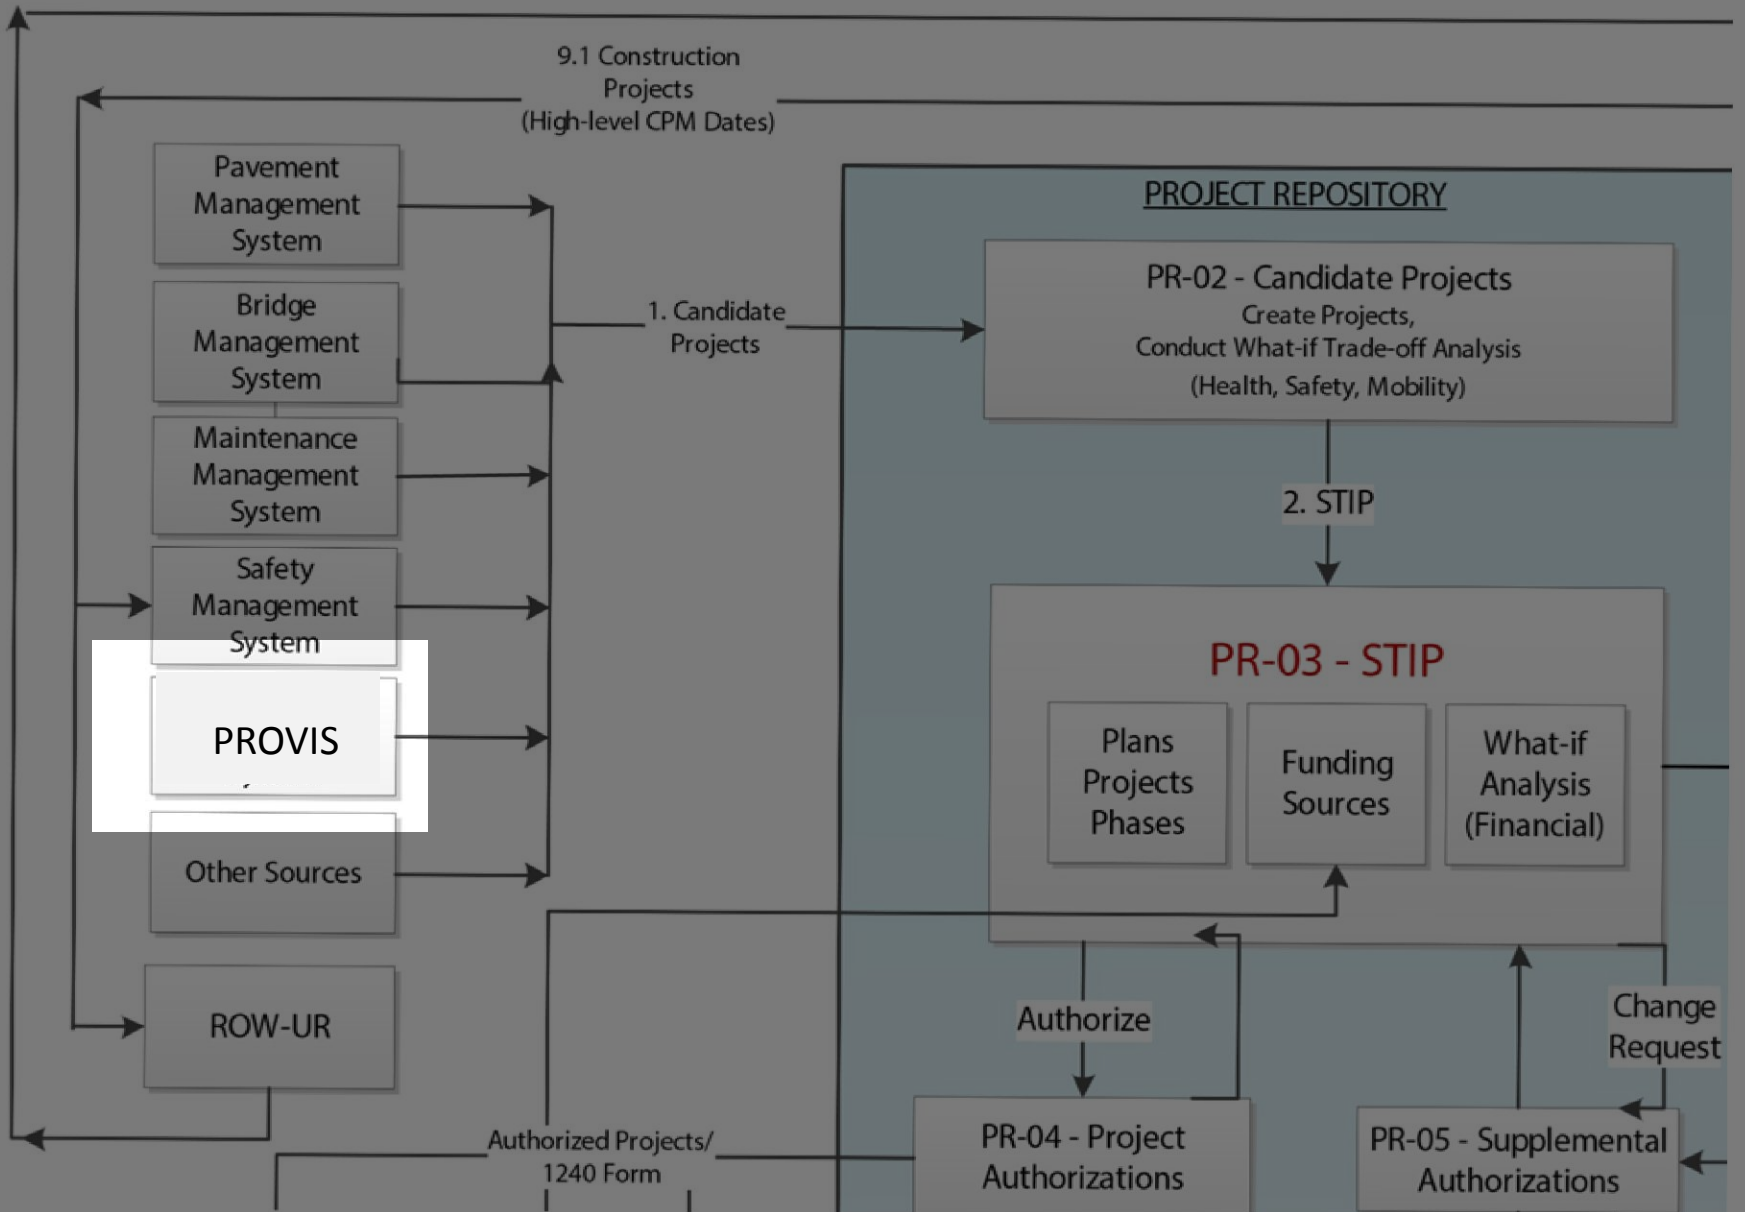 9.1 Construction
Projects
(High-level CPM Dates)
Pavement
Management
System
Bridge
Management
System
Maintenance
Management
System
Safety
Management
System
PROVIS
Other Sources
ROW-UR
1. Candidate
Projects
PROJECT REPOSITORY
PR-02 - Candidate Projects
Create Projects,
Conduct What-if Trade-off Analysis
(Health, Safety, Mobility)
2. STIP
PR-03 - STIP
Plans
Projects
Phases
Funding
Sources
What-if
Analysis
(Financial)
Authorize
Change
Request
Authorized Projects/
1240 Form
PR-04 - Project
Authorizations
PR-05 - Supplemental
Authorizations